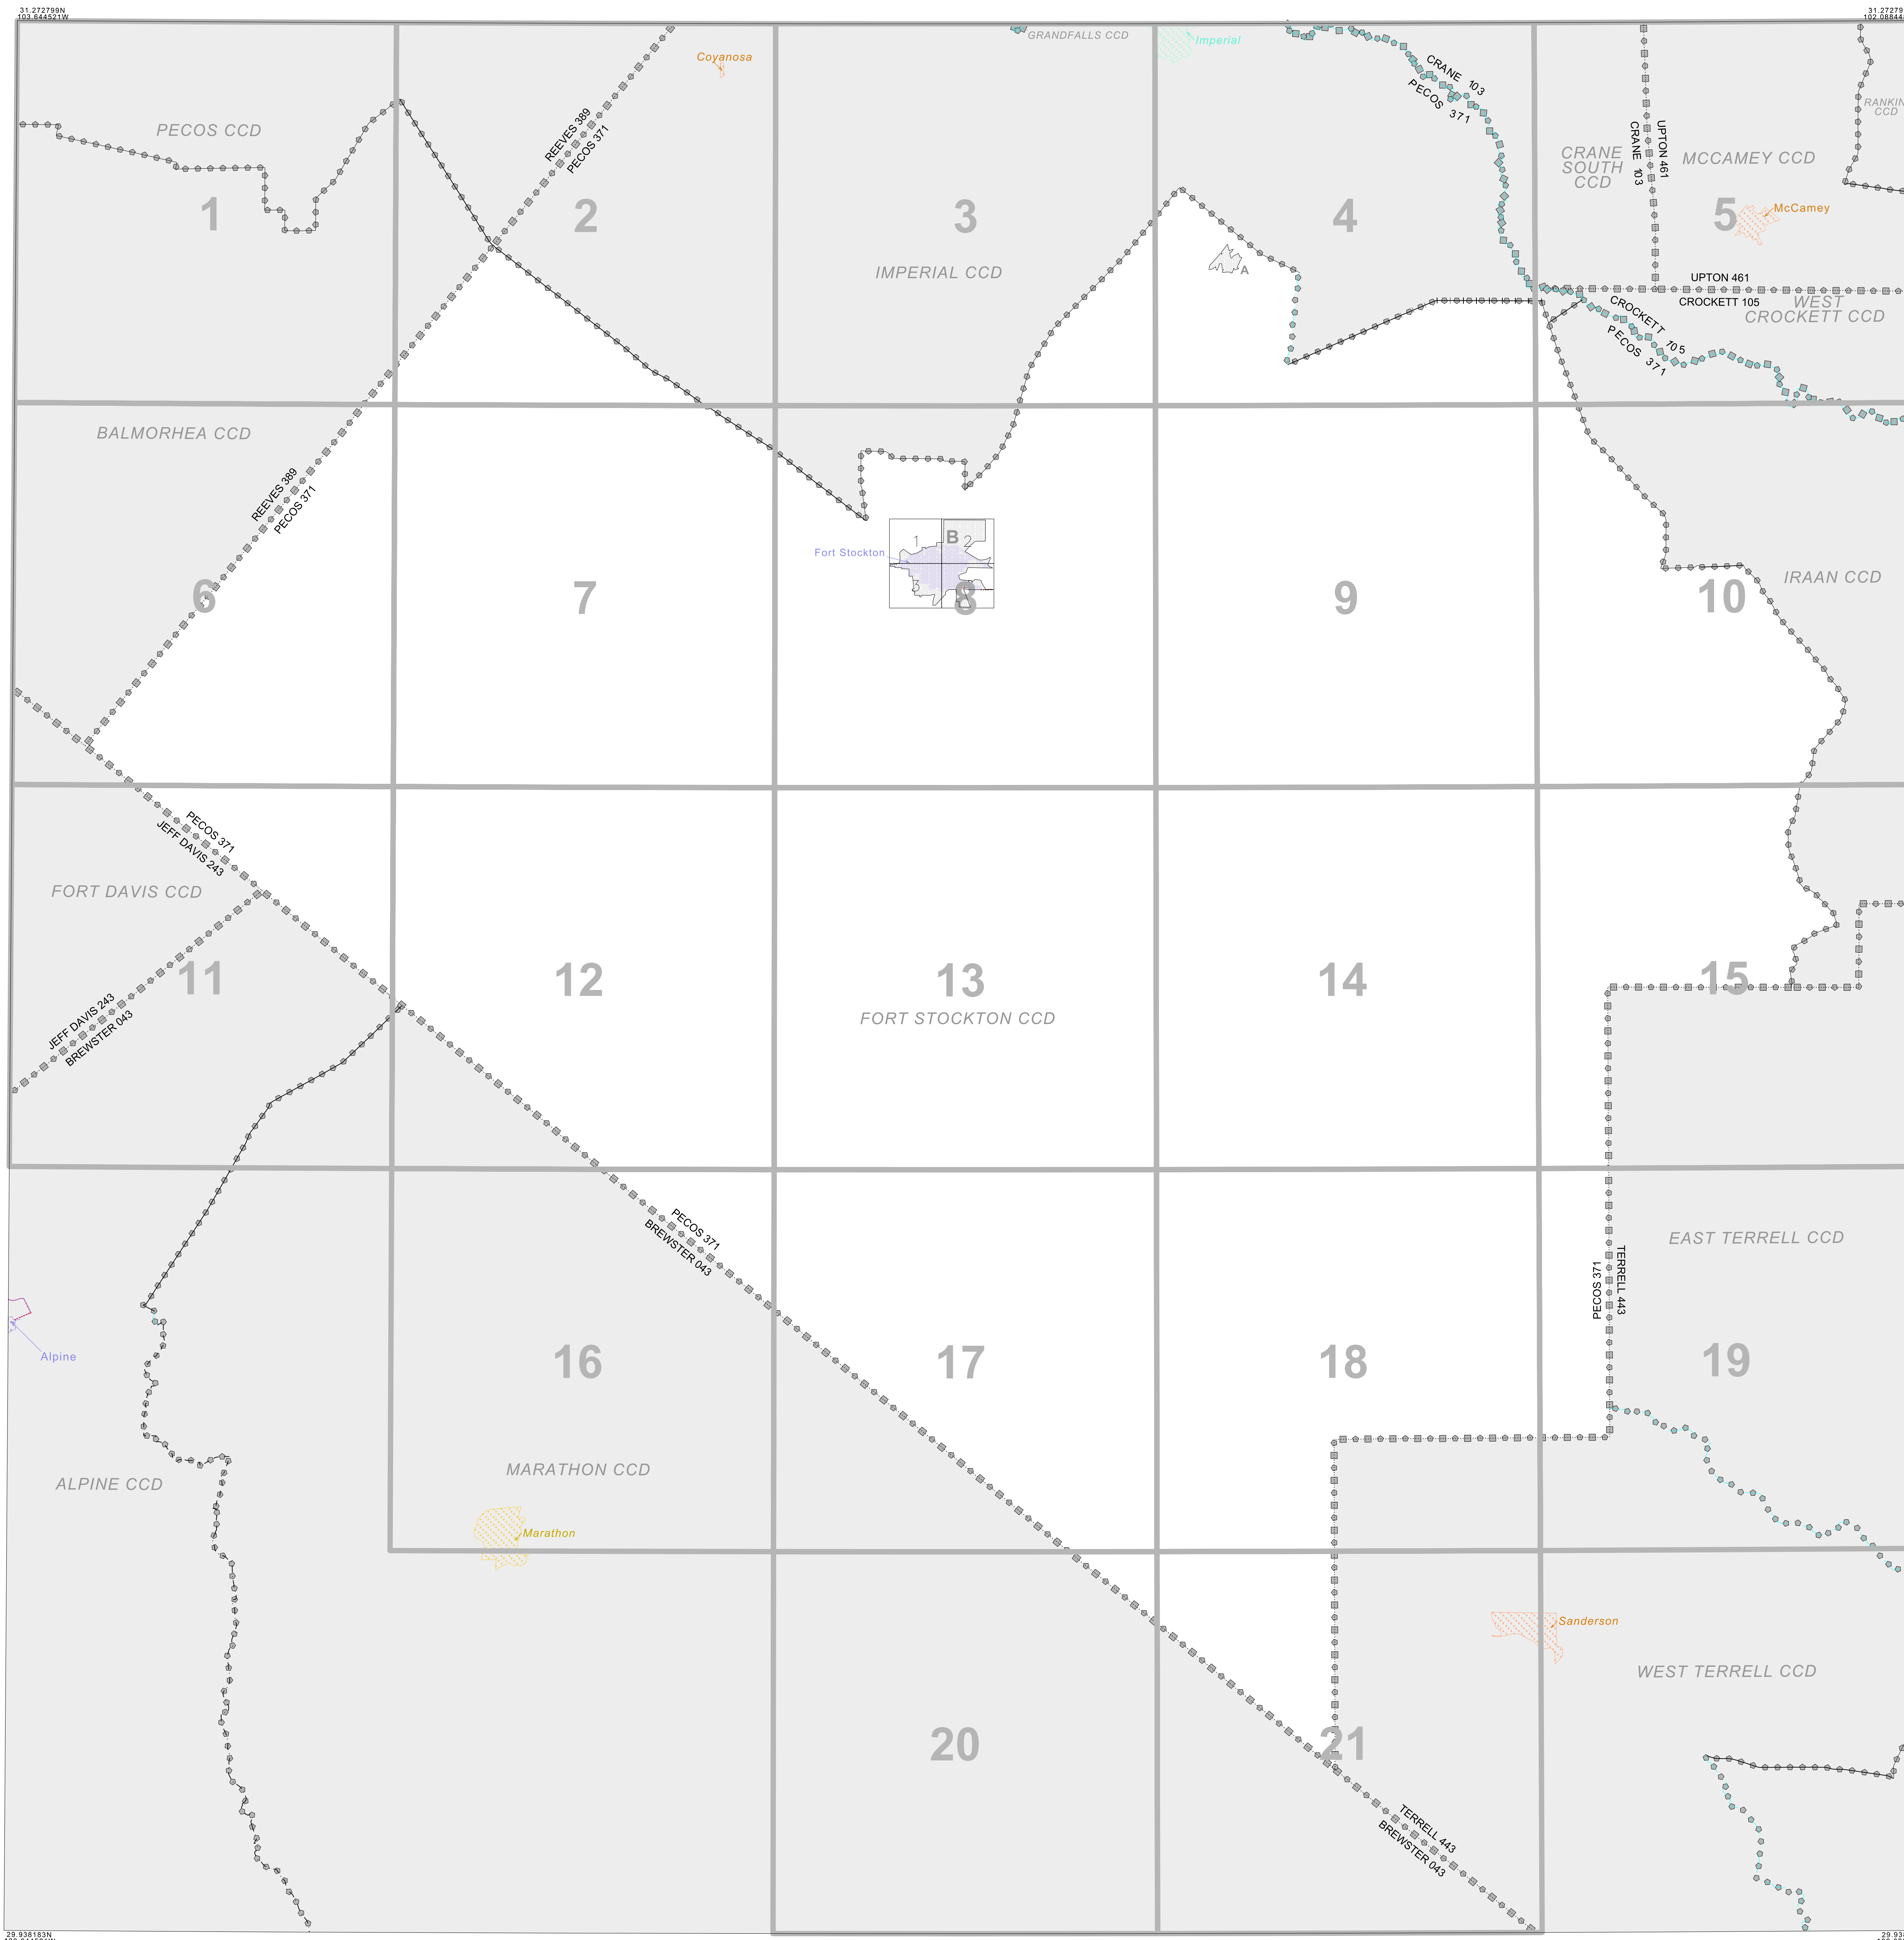 31.272799N
103.644521W
31.272799
102.08844
GRANDFALLS CCD
Imperial
Coyanosa
CRANE 103
PECOS 371
RANKIN
CCD
PECOS CCD
REEVES 389
PECOS 371
CRANE
SOUTH
CCD
CRANE 103
UPTON 461
MCCAMEY CCD
1
2
3
4
5
McCamey
IMPERIAL CCD
A
UPTON 461
CROCKETT 105
WEST
CROCKETT CCD
CROCKETT 105
PECOS 371
BALMORHEA CCD
REEVES 389
PECOS 371
1
B
2
Fort Stockton
3
6
7
8
9
10
IRAAN CCD
PECOS 371
JEFF DAVIS 243
FORT DAVIS CCD
11
12
13
14
15
JEFF DAVIS 243
BREWSTER 043
FORT STOCKTON CCD
PECOS 371
BREWSTER 043
PECOS 371
TERRELL 443
EAST TERRELL CCD
Alpine
16
17
18
19
ALPINE CCD
MARATHON CCD
Marathon
Sanderson
WEST TERRELL CCD
20
21
TERRELL 443
BREWSTER 043
29.938183N